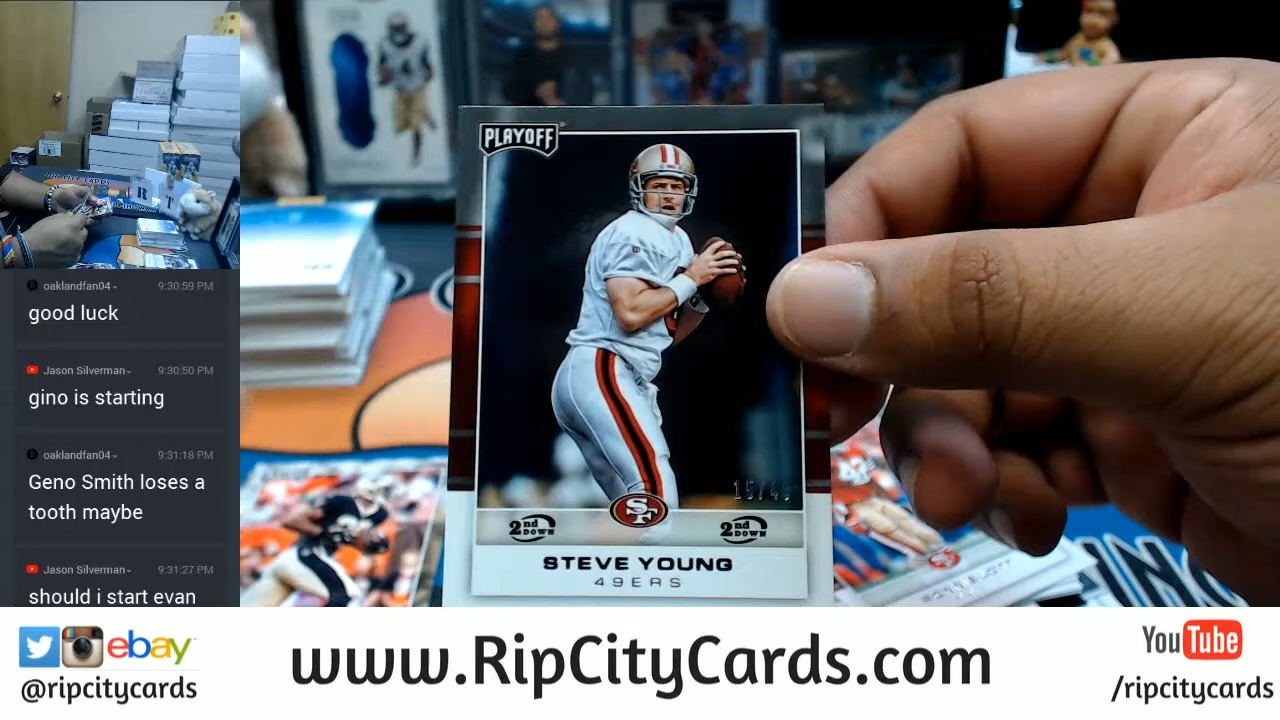 oaklandfan04
9:30:59 PM
good luck
Jason Silverman
9:30:50 PM
gino is starting
oaklandfan04
9:31:18 PM
Geno Smith loses a
tooth maybe
Jason Silverman
9:31:27 PM
should i start evan
PLAYOFF
SF
2nd DOWN
2nd DOWN
STEVE YOUNG
49ERS
ebay
@ripcitycards
www.RipCityCards.com
YouTube
/ripcitycards